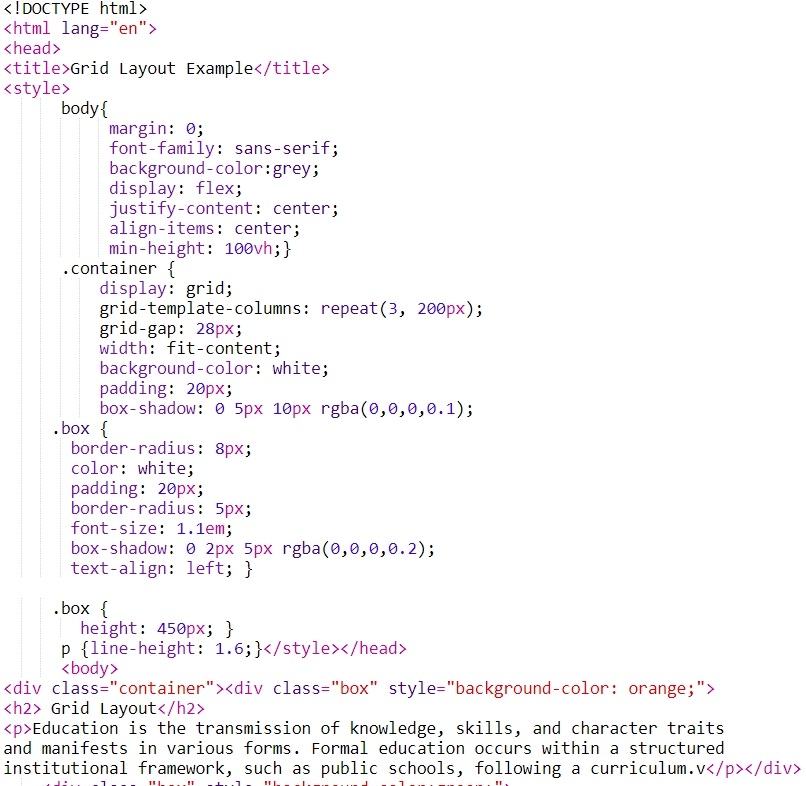 <!DOCTYPE html>
<html lang="en">
<head>
<title>Grid Layout Example</title>
<style>
body{
margin: 0;
font-family: sans-serif;
background-color:grey;
display: flex;
justify-content: center;
align-items: center;
min-height: 100vh;}
.container {
display: grid;
grid-template-columns: repeat(3, 200px);
grid-gap: 28px;
width: fit-content;
background-color: white;
padding: 20px;
box-shadow: 0 5px 10px rgba(0,0,0,0.1);
.box {
border-radius: 8px;
color: white;
padding: 20px;
border-radius: 5px;
font-size: 1.1em;
box-shadow: 0 2px 5px rgba(0,0,0,0.2);
text-align: left; }
.box {
height: 450px; }
p {line-height: 1.6;}</style></head>
<body>
<div class="container"><div class="box" style="background-color: orange;">
<h2> Grid Layout</h2>
<p>Education is the transmission of knowledge, skills, and character traits
and manifests in various forms. Formal education occurs within a structured
institutional framework, such as public schools, following a curriculum.v</p></div>